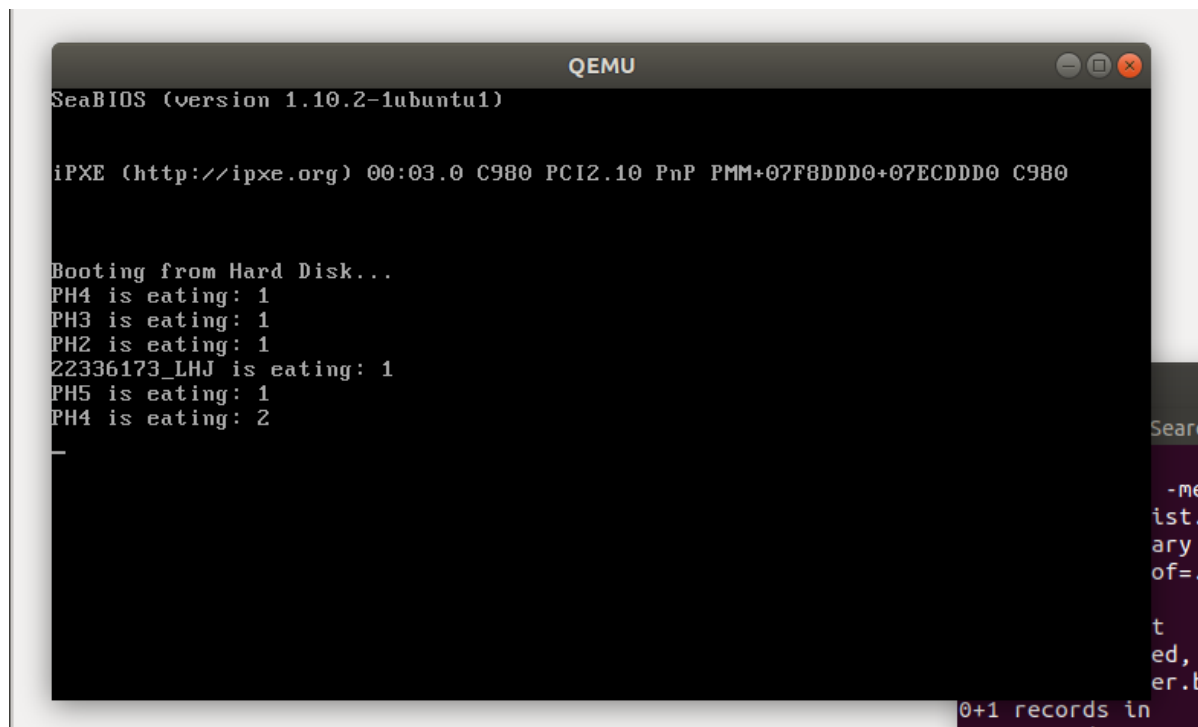 QEMU
SeaBIOS (version 1.10.2-1ubuntu1)
iPXE (http://ipxe.org) 00:03.0 C980 PCI2.10 PnP PMM+07F8DDD0+07ECDDD0 C980
Booting from Hard Disk...
PH4 is eating: 1
PH3 is eating: 1
PH2 is eating: 1
22336173_LHJ is eating: 1
PH5 is eating: 1
PH4 is eating: 2
Sear
-me
ist.
ary
of=.
t
ed,
er.b
0+1 records in